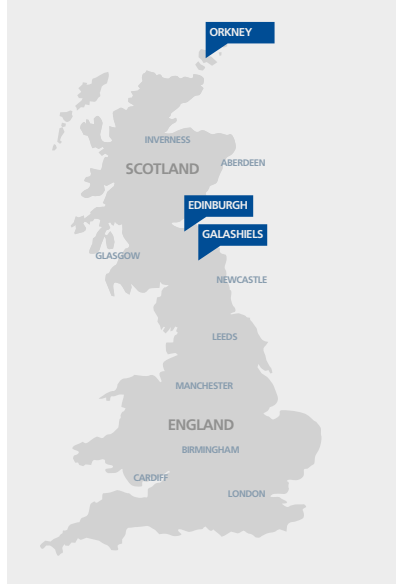 ORKNEY
INVERNESS
ABERDEEN
SCOTLAND
EDINBURGH
GALASHIELS
GLASGOW
NEWCASTLE
LEEDS
MANCHESTER
ENGLAND
BIRMINGHAM
CARDIFF
LONDON